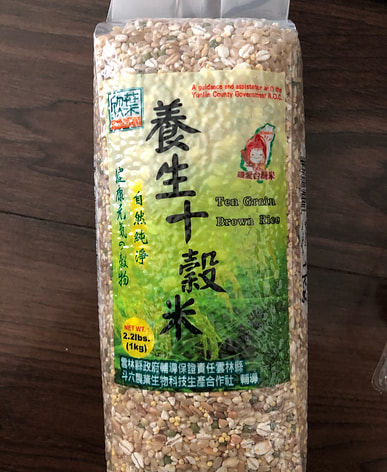 A guidance and assistance with the
Yunlin County Government R.O.C.
欣葉
養生十穀米
Ten Grain
Brown Rice
自然純淨
健康元氣の穀物
NET WT.
2.2lbs.
(1kg)
雲林縣政府輔導保證責任雲林縣
斗六農業生物科技生產合作社 輔導